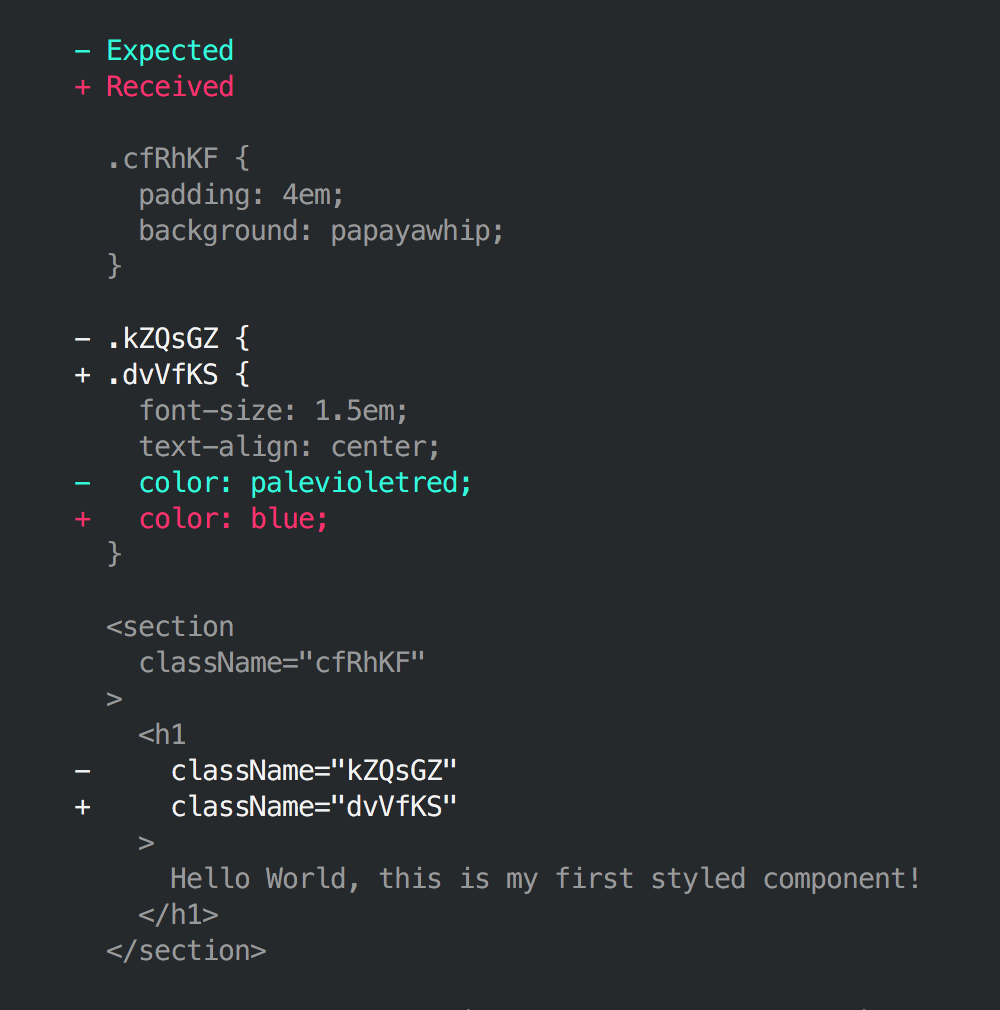 - Expected
+ Received
.cfRhKF {
padding: 4em;
background: papayawhip;
}
- .kZQsGZ {
+ .dvVfKS {
font-size: 1.5em;
text-align: center;
- color: palevioletred;
+ color: blue;
}
<section
className="cfRhKF"
>
<h1
- className="kZQsGZ"
+ className="dvVfKS"
>
Hello World, this is my first styled component!
</h1>
</section>